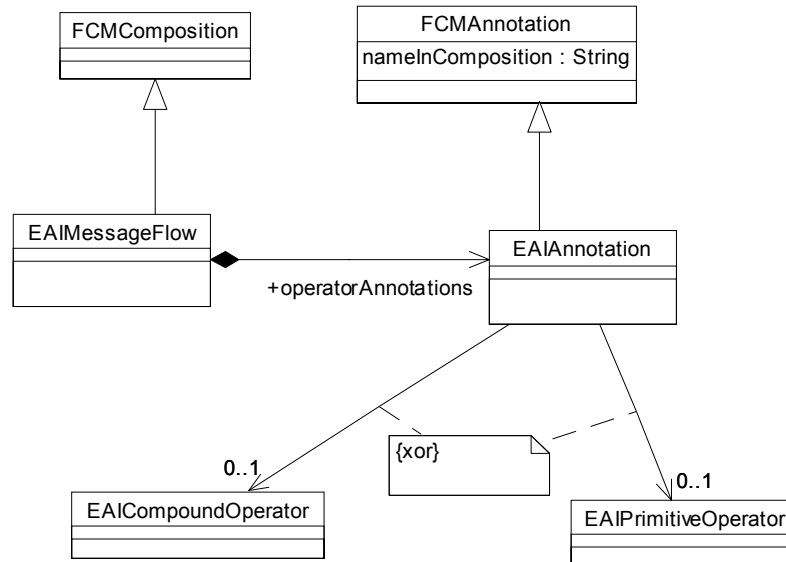 FCMComposition
FCMAnnotation
nameInComposition : String
EAIMessageFlow
EAIAnnotation
+operatorAnnotations
{xor}
0..1
0..1
EAICompoundOperator
EAIPrimitiveOperator